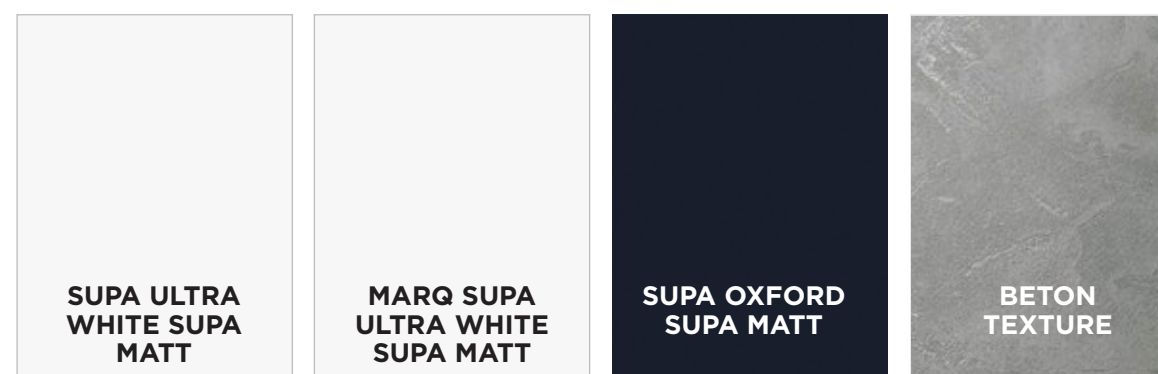 SUPA ULTRA
WHITE SUPA
MATT
MARQ SUPA
ULTRA WHITE
SUPA MATT
SUPA OXFORD
SUPA MATT
BETON
TEXTURE